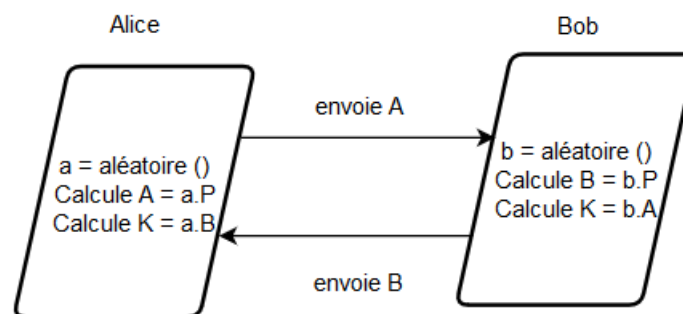 Alice
Bob
envoie A
a = aléatoire ()
Calcule A = a.P
Calcule K = a.B
b = aléatoire ()
Calcule B = b.P
Calcule K = b.A
envoie B